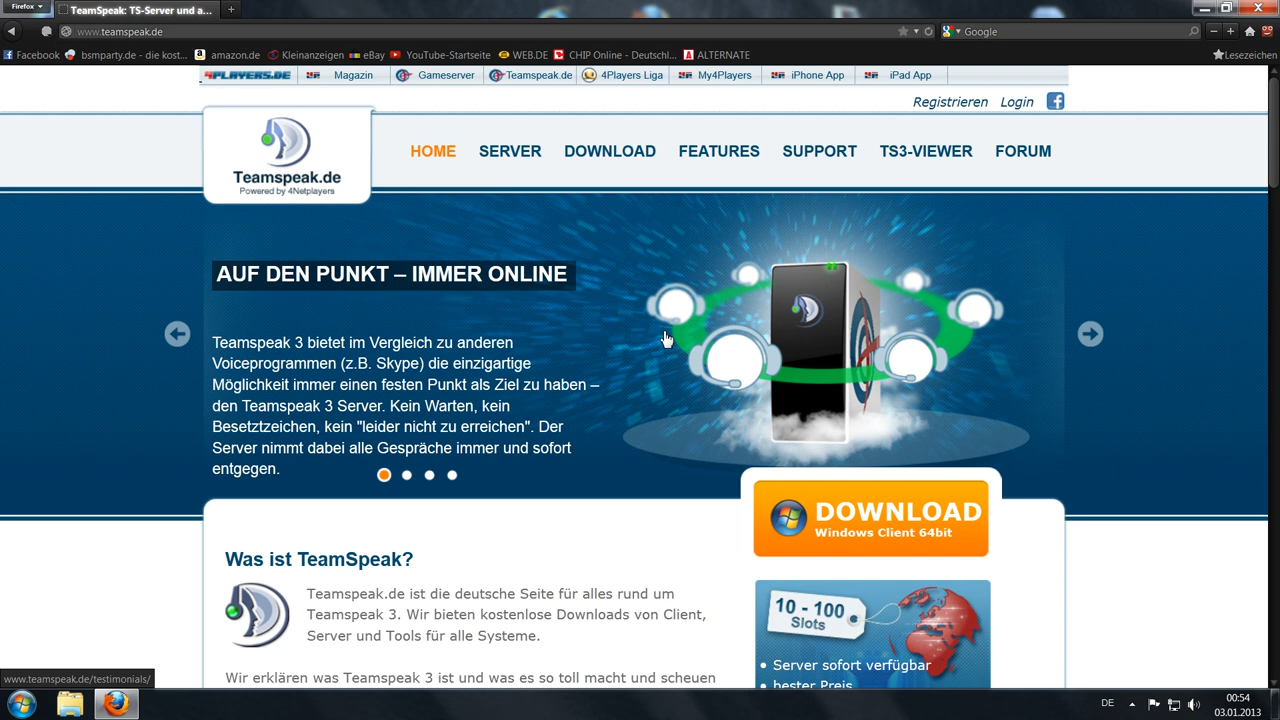 Firefox
TeamSpeak: TS-Server und a...
www.teamspeak.de
Google
Facebook
bsmparty.de - die kost...
amazon.de
Kleinanzeigen
eBay
YouTube-Startseite
WEB.DE
CHIP Online - Deutschl...
ALTERNATE
Lesezeichen
4PLAYERS.DE
Magazin
Gameserver
Teamspeak.de
4Players Liga
My4Players
iPhone App
iPad App
Registrieren
Login
Teamspeak.de
Powered by 4Netplayers
HOME
SERVER
DOWNLOAD
FEATURES
SUPPORT
TS3-VIEWER
FORUM
AUF DEN PUNKT – IMMER ONLINE
Teamspeak 3 bietet im Vergleich zu anderen
Voiceprogrammen (z.B. Skype) die einzigartige
Möglichkeit immer einen festen Punkt als Ziel zu haben –
den Teamspeak 3 Server. Kein Warten, kein
Besetztzeichen, kein "leider nicht zu erreichen". Der
Server nimmt dabei alle Gespräche immer und sofort
entgegen.
DOWNLOAD
Windows Client 64bit
Was ist TeamSpeak?
Teamspeak.de ist die deutsche Seite für alles rund um
Teamspeak 3. Wir bieten kostenlose Downloads von Client,
Server und Tools für alle Systeme.
Wir erklären was Teamspeak 3 ist und was es so toll macht und scheuen
10 - 100
Slots
• Server sofort verfügbar
• bester Preis
www.teamspeak.de/testimonials/
DE
00:54
03.01.2013